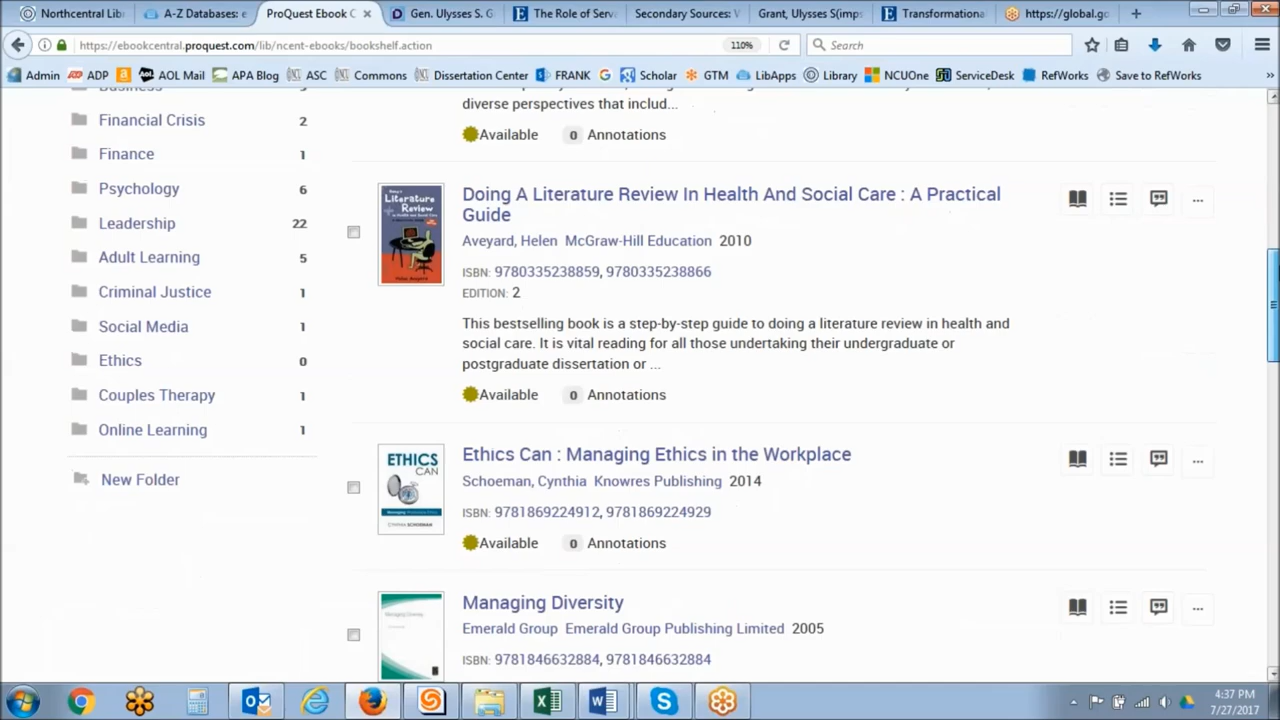 Northcentral Libr
A-Z Databases: e
ProQuest Ebook C
Gen. Ulysses S. G
The Role of Serva
Secondary Sources: V
Grant, Ulysses S(imps
Transformationa
https://global.go
https://ebookcentral.proquest.com/lib/ncent-ebooks/bookshelf.action
110%
Search
Admin
ADP
AOL Mail
APA Blog
ASC
Commons
Dissertation Center
FRANK
Scholar
GTM
LibApps
Library
NCUOne
ServiceDesk
RefWorks
Save to RefWorks
Business
Financial Crisis 2
Finance 1
Psychology 6
Leadership 22
Adult Learning 5
Criminal Justice 1
Social Media 1
Ethics 0
Couples Therapy 1
Online Learning 1
New Folder
diverse perspectives that includ...
Available 0 Annotations
Doing A Literature Review In Health And Social Care : A Practical
Guide
Aveyard, Helen McGraw-Hill Education 2010
ISBN: 9780335238859, 9780335238866
EDITION: 2
This bestselling book is a step-by-step guide to doing a literature review in health and
social care. It is vital reading for all those undertaking their undergraduate or
postgraduate dissertation or ...
Available 0 Annotations
Literature
Review
ETHICS
CAN
Ethics Can : Managing Ethics in the Workplace
Schoeman, Cynthia Knowres Publishing 2014
ISBN: 9781869224912, 9781869224929
Available 0 Annotations
Managing Diversity
Managing Diversity
Emerald Group Emerald Group Publishing Limited 2005
ISBN: 9781846632884, 9781846632884
4:37 PM
7/27/2017